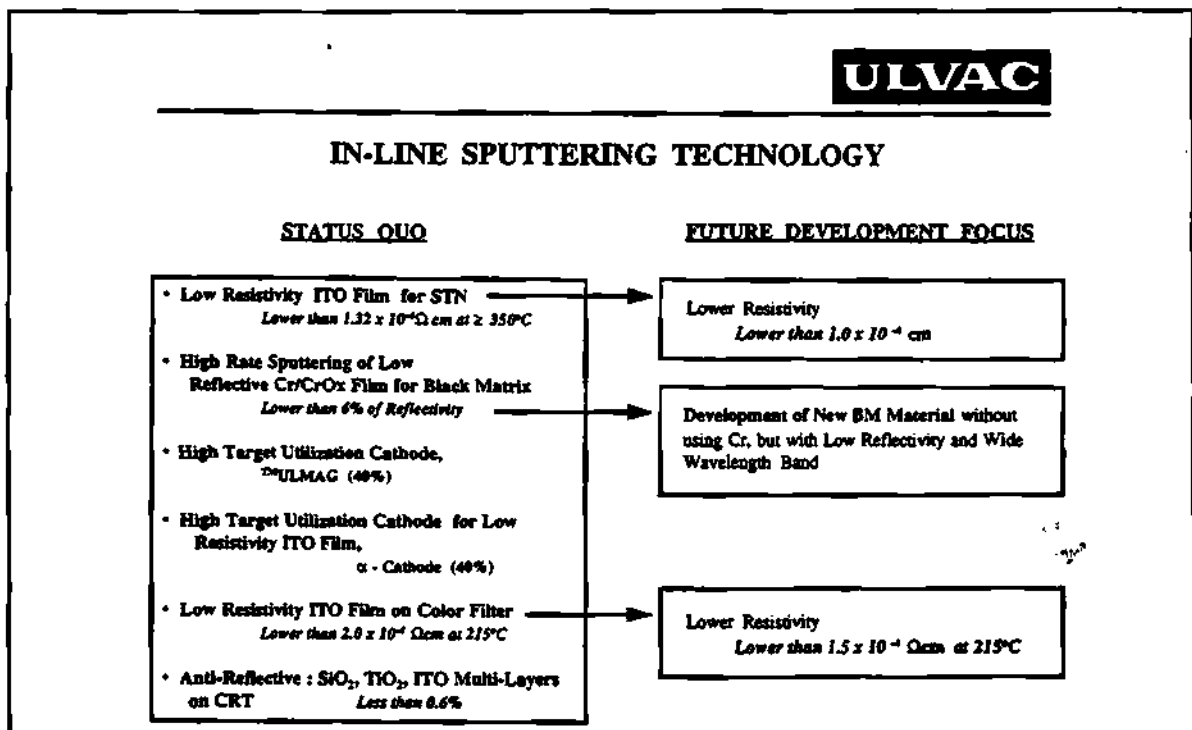 ULVAC
IN-LINE SPUTTERING TECHNOLOGY
STATUS QUO
• Low Resistivity ITO Film for STN
Lower than 1.32 x 10⁻⁴Ω cm at ≥ 350°C
• High Rate Sputtering of Low
Reflective Cr/CrOx Film for Black Matrix
Lower than 6% of Reflectivity
• High Target Utilization Cathode,
ULMAG (40%)
• High Target Utilization Cathode for Low
Resistivity ITO Film,
α - Cathode (40%)
• Low Resistivity ITO Film on Color Filter
Lower than 2.0 x 10⁻⁴ Ωcm at 215°C
• Anti-Reflective : SiO₂, TiO₂, ITO Multi-Layers
on CRT Less than 0.6%
FUTURE DEVELOPMENT FOCUS
Lower Resistivity
Lower than 1.0 x 10⁻⁴ cm
Development of New BM Material without
using Cr, but with Low Reflectivity and Wide
Wavelength Band
Lower Resistivity
Lower than 1.5 x 10⁻⁴ Ωcm at 215°C